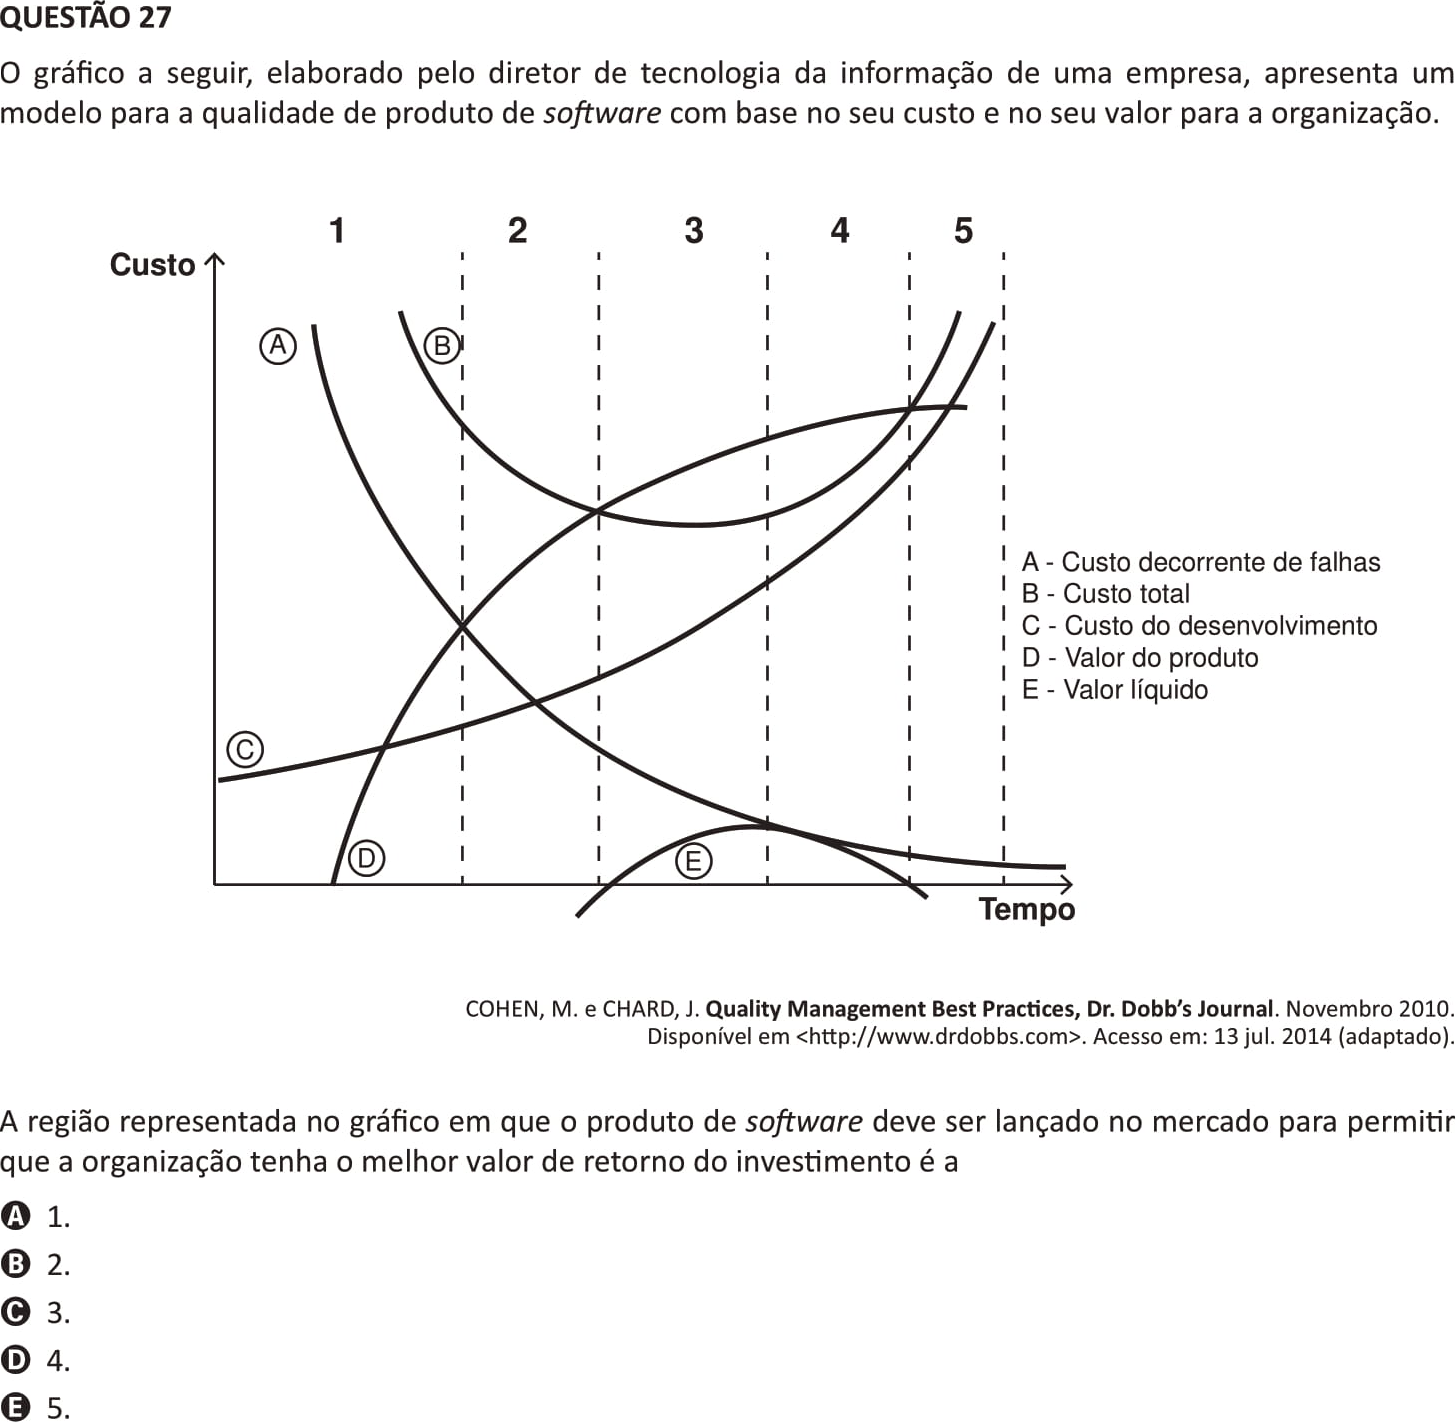 QUESTÃO 27
O gráfico a seguir, elaborado pelo diretor de tecnologia da informação de uma empresa, apresenta um
modelo para a qualidade de produto de software com base no seu custo e no seu valor para a organização.
1 2 3 4 5
Custo
A
B
C
D
E
A - Custo decorrente de falhas
B - Custo total
C - Custo do desenvolvimento
D - Valor do produto
E - Valor líquido
Tempo
COHEN, M. e CHARD, J. Quality Management Best Practices, Dr. Dobb’s Journal. Novembro 2010.
Disponível em <http://www.drdobbs.com>. Acesso em: 13 jul. 2014 (adaptado).
A região representada no gráfico em que o produto de software deve ser lançado no mercado para permitir
que a organização tenha o melhor valor de retorno do investimento é a
A 1.
B 2.
C 3.
D 4.
E 5.